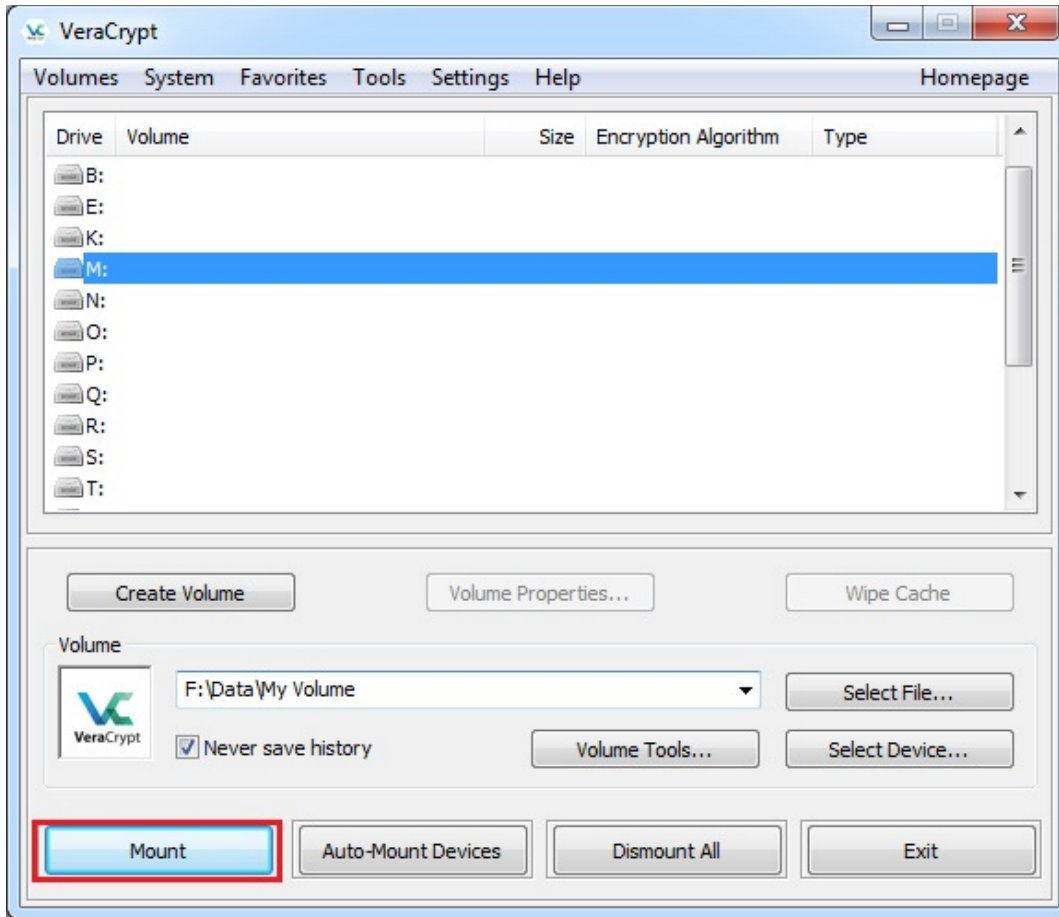 VeraCrypt
Volumes System Favorites Tools Settings Help Homepage
Drive Volume Size Encryption Algorithm Type
B:
E:
K:
M:
N:
O:
P:
Q:
R:
S:
T:
Create Volume Volume Properties... Wipe Cache
Volume
VeraCrypt
F:\Data\My Volume Select File...
Never save history Volume Tools... Select Device...
Mount Auto-Mount Devices Dismount All Exit